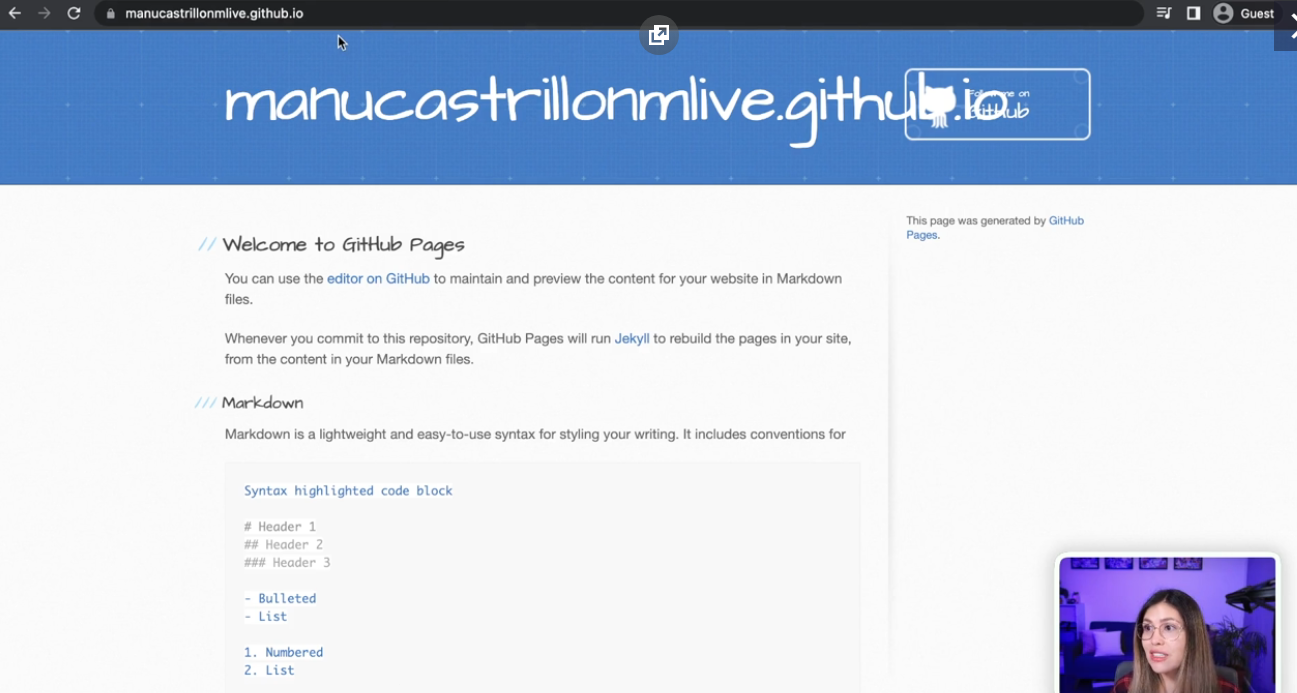 manucastrillonmlive.github.io
Guest
manucastrillonmlive.github.io
Follow me on
GitHub
This page was generated by GitHub
Pages.
// Welcome to GitHub Pages
You can use the editor on GitHub to maintain and preview the content for your website in Markdown
files.
Whenever you commit to this repository, GitHub Pages will run Jekyll to rebuild the pages in your site,
from the content in your Markdown files.
/// Markdown
Markdown is a lightweight and easy-to-use syntax for styling your writing. It includes conventions for
Syntax highlighted code block
# Header 1
## Header 2
### Header 3
- Bulleted
- List
1. Numbered
2. List